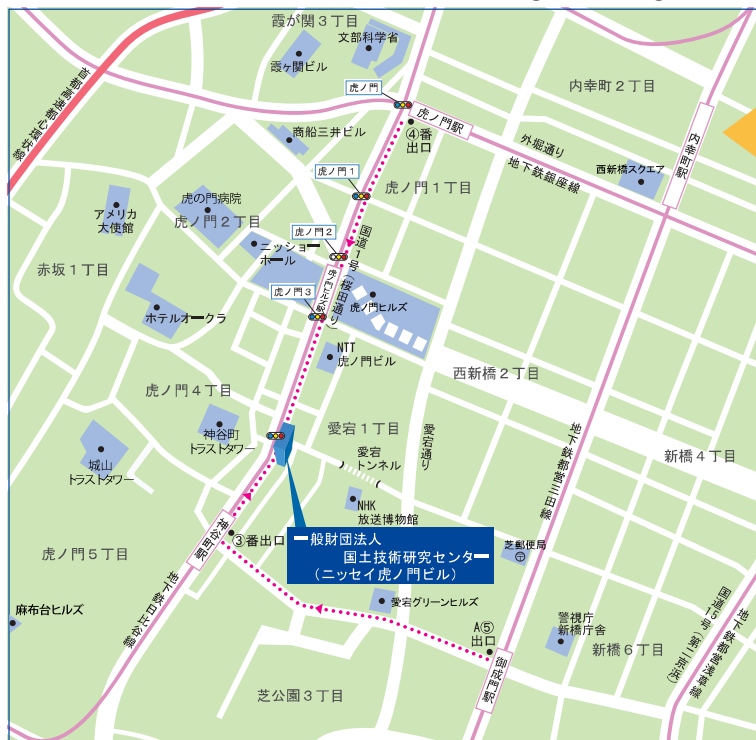 霞が関3丁目
文部科学省
霞ヶ関ビル
首都高速都心環状線
虎ノ門
虎ノ門駅
④番
出口
内幸町2丁目
内幸町駅
外堀通り
地下鉄銀座線
西新橋スクエア
商船三井ビル
虎ノ門1
虎ノ門1丁目
虎の門病院
虎ノ門2丁目
アメリカ
大使館
虎ノ門2
国道1号(桜田通り)
ニッショー
ホール
赤坂1丁目
虎ノ門ヒルズ駅
虎ノ門3
虎ノ門ヒルズ
ホテルオークラ
NTT
虎ノ門ビル
西新橋2丁目
虎ノ門4丁目
神谷町
トラストタワー
愛宕1丁目
愛宕通り
愛宕
トンネル
地下鉄都営三田線
新橋4丁目
城山
トラストタワー
NHK
放送博物館
神谷町駅
③番出口
一般財団法人
国土技術研究センター
(ニッセイ虎ノ門ビル)
芝郵便局
虎ノ門5丁目
地下鉄日比谷線
麻布台ヒルズ
愛宕グリーンヒルズ
A⑤
出口
御成門駅
警視庁
新橋庁舎
新橋6丁目
国道15号(第二京浜)
地下鉄都営浅草線
芝公園3丁目